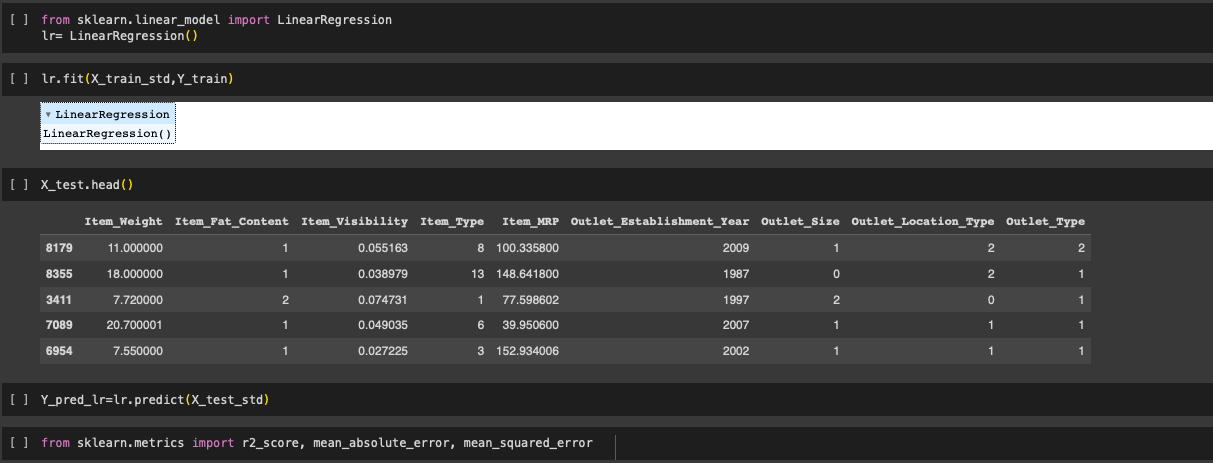 [ ] from sklearn.linear_model import LinearRegression
lr= LinearRegression()
[ ] lr.fit(X_train_std,Y_train)
▾ LinearRegression
LinearRegression()
[ ] X_test.head()
Item_Weight Item_Fat_Content Item_Visibility Item_Type Item_MRP Outlet_Establishment_Year Outlet_Size Outlet_Location_Type Outlet_Type
8179 11.000000 1 0.055163 8 100.335800 2009 1 2 2
8355 18.000000 1 0.038979 13 148.641800 1987 0 2 1
3411 7.720000 2 0.074731 1 77.598602 1997 2 0 1
7089 20.700001 1 0.049035 6 39.950600 2007 1 1 1
6954 7.550000 1 0.027225 3 152.934006 2002 1 1 1
[ ] Y_pred_lr=lr.predict(X_test_std)
[ ] from sklearn.metrics import r2_score, mean_absolute_error, mean_squared_error